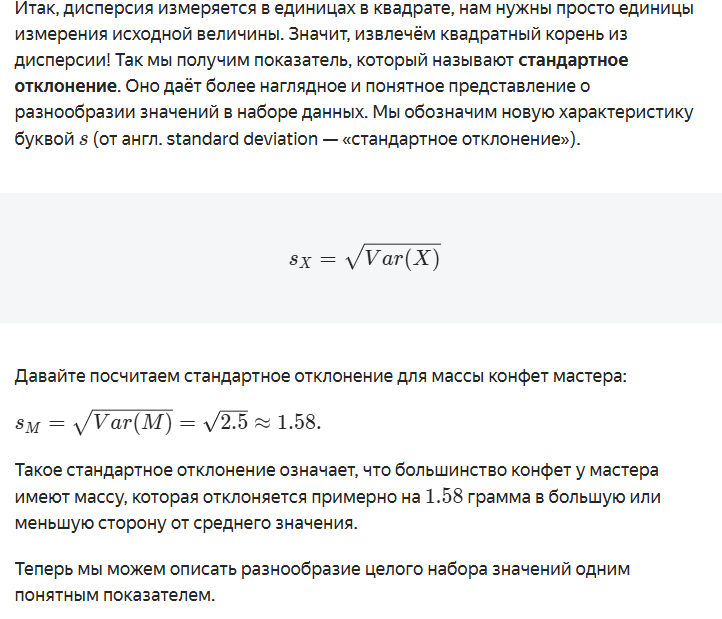 Итак, дисперсия измеряется в единицах в квадрате, нам нужны просто единицы
измерения исходной величины. Значит, извлечём квадратный корень из
дисперсии! Так мы получим показатель, который называют стандартное
отклонение. Оно даёт более наглядное и понятное представление о
разнообразии значений в наборе данных. Мы обозначим новую характеристику
буквой s (от англ. standard deviation — «стандартное отклонение»).
s_X = √Var(X)
Давайте посчитаем стандартное отклонение для массы конфет мастера:
s_M = √Var(M) = √2.5 ≈ 1.58.
Такое стандартное отклонение означает, что большинство конфет у мастера
имеют массу, которая отклоняется примерно на 1.58 грамма в большую или
меньшую сторону от среднего значения.
Теперь мы можем описать разнообразие целого набора значений одним
понятным показателем.